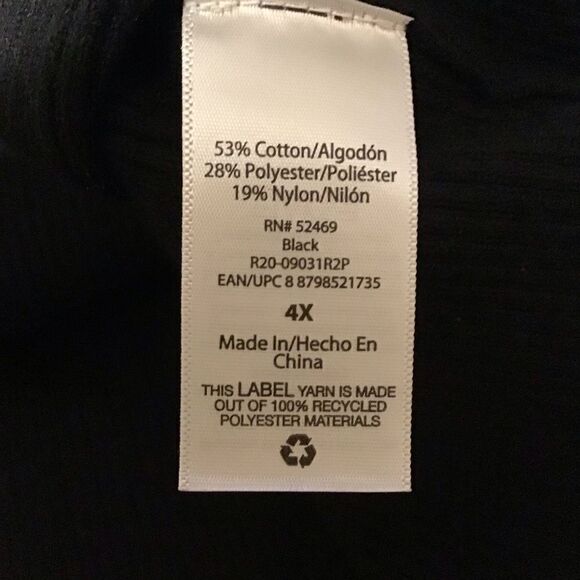 53% Cotton/Algodón
28% Polyester/Poliéster
19% Nylon/Nilón
RN# 52469
Black
R20-09031R2P
EAN/UPC 8 8798521735
4X
Made In/Hecho En
China
THIS LABEL YARN IS MADE
OUT OF 100% RECYCLED
POLYESTER MATERIALS